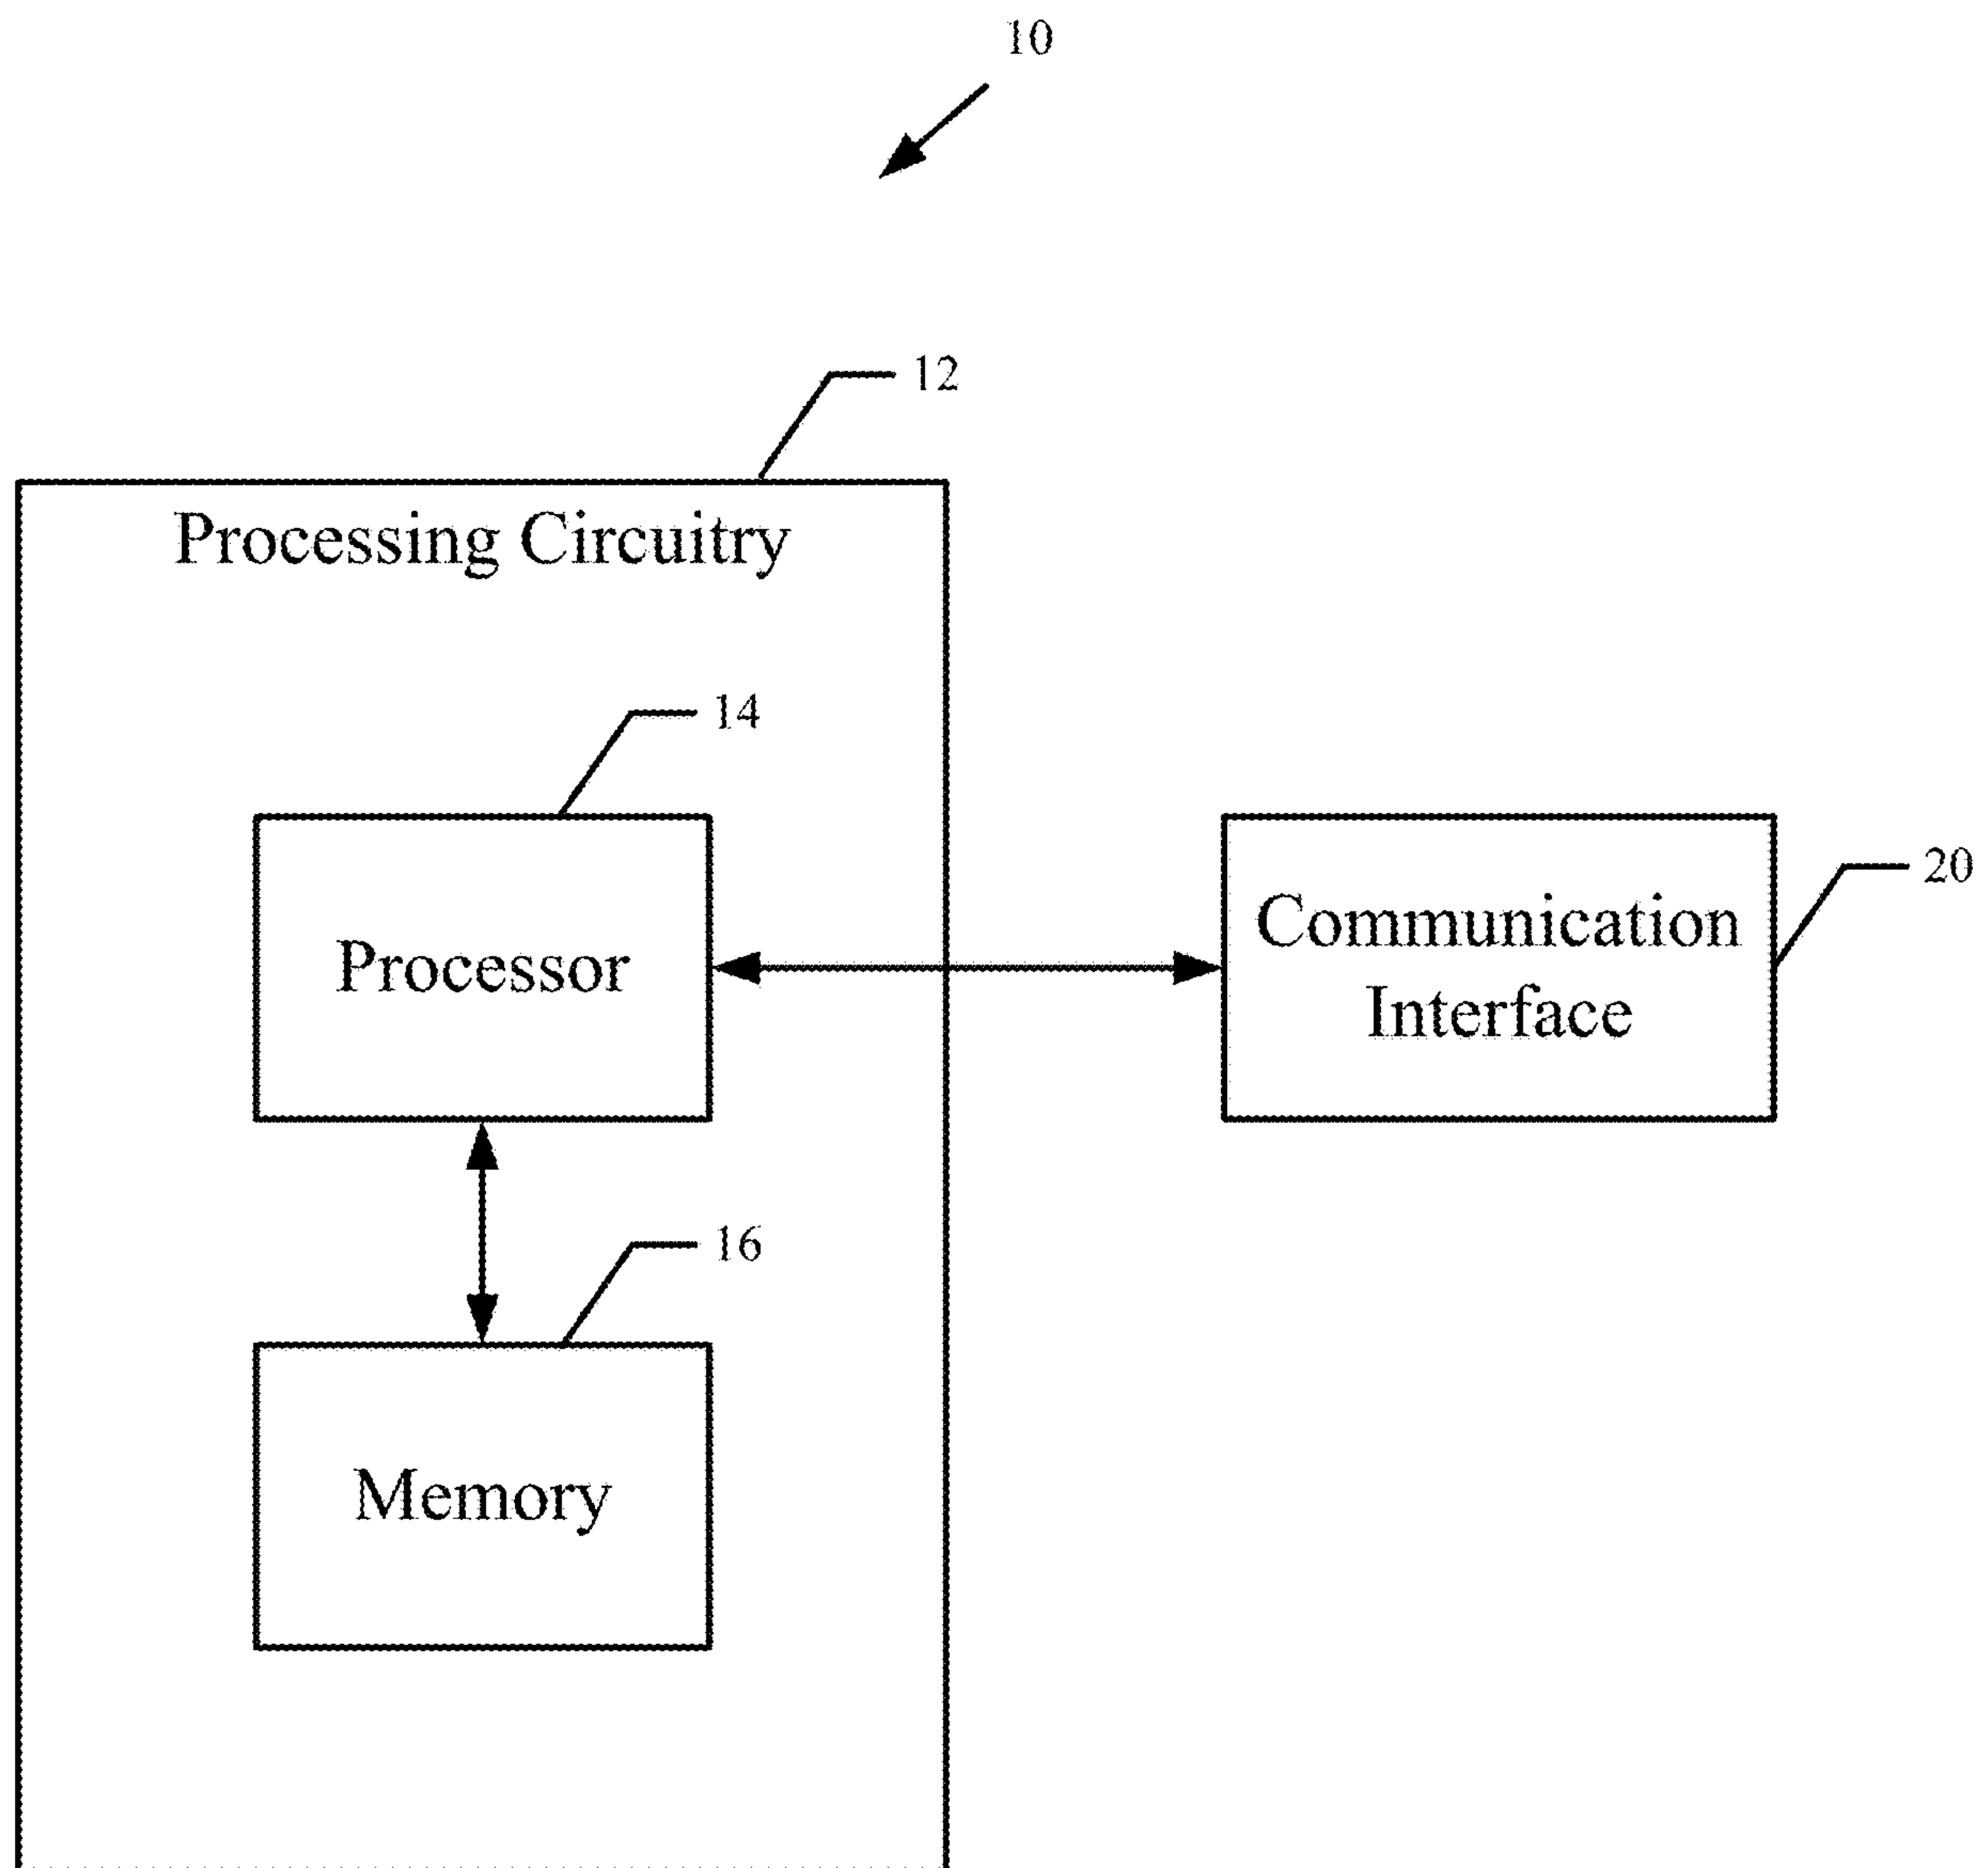 10
12
Processing Circuitry
14
Processor
Communication
Interface
20
16
Memory